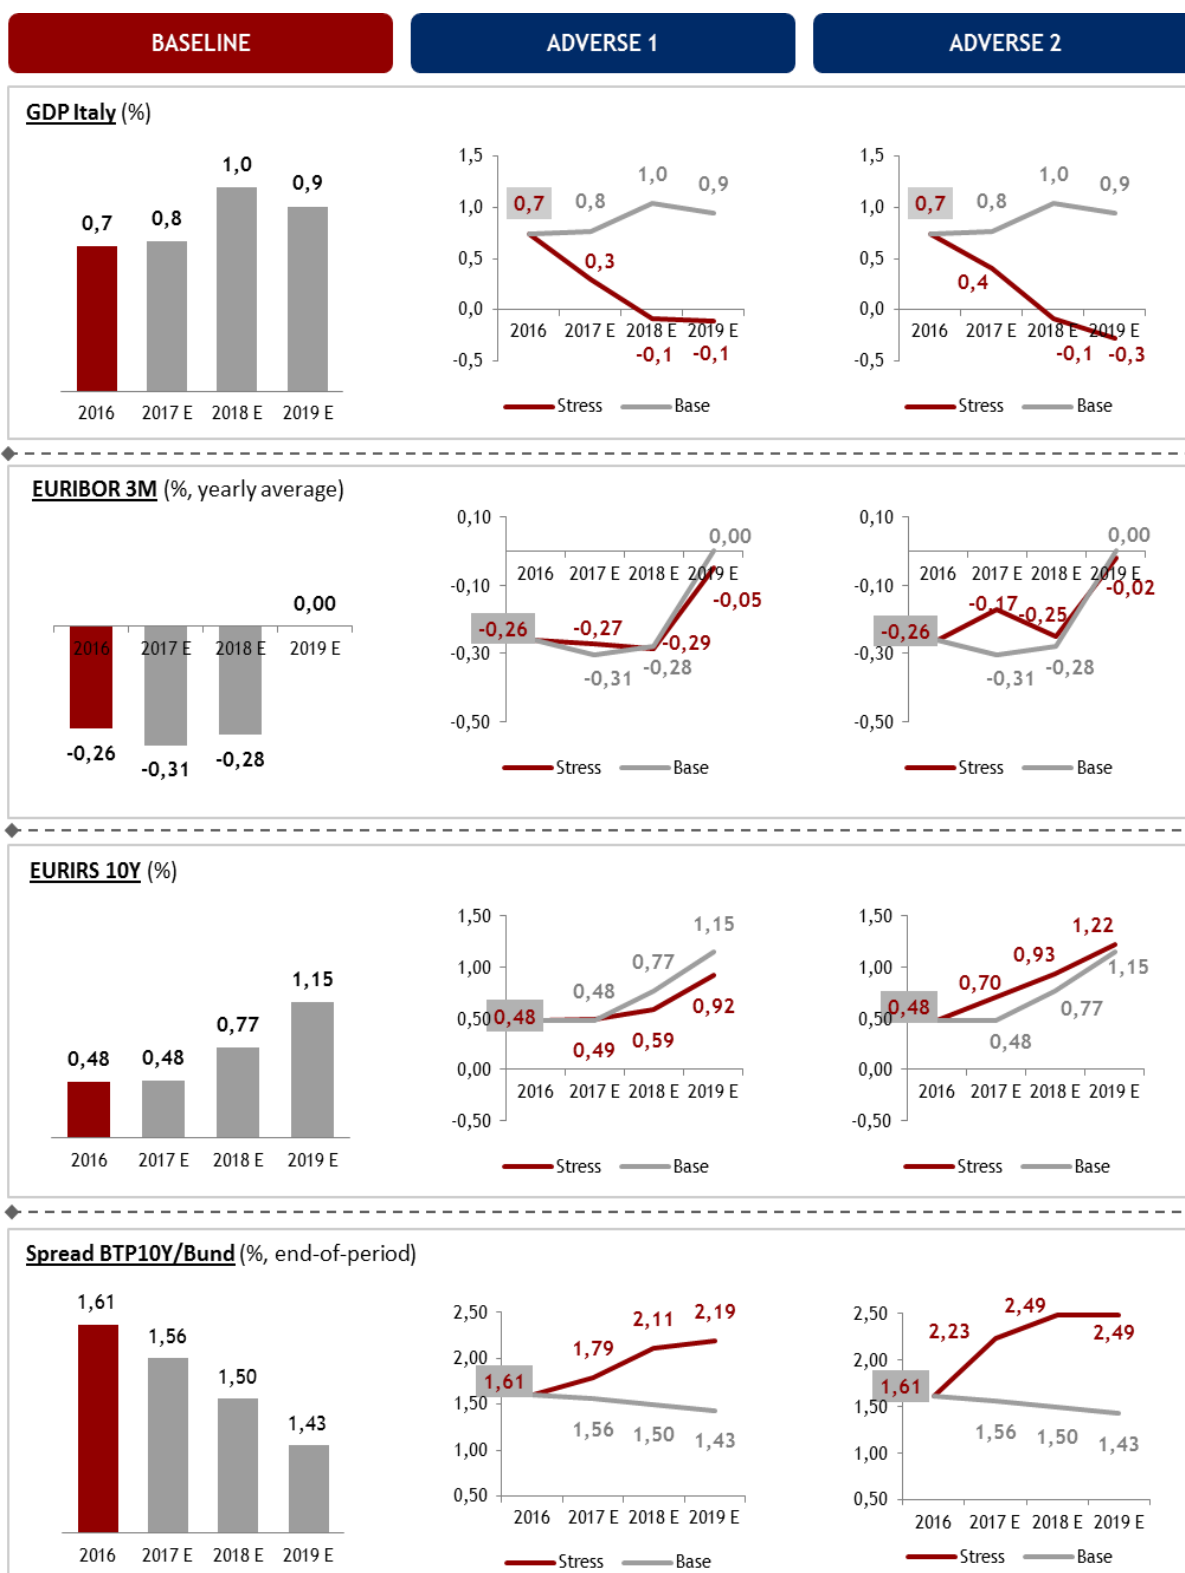 BASELINE ADVERSE 1 ADVERSE 2
GDP Italy (%)
0,7 0,8 1,0 0,9
2016 2017 E 2018 E 2019 E
1,5
1,0
0,5
0,0
-0,5
0,7 0,8 1,0 0,9
0,3 -0,1 -0,1
2016 2017 E 2018 E 2019 E
Stress Base
1,5
1,0
0,5
0,0
-0,5
0,7 0,8 1,0 0,9
0,4 -0,1 -0,3
2016 2017 E 2018 E 2019 E
Stress Base
EURIBOR 3M (%, yearly average)
0,00
2016 2017 E 2018 E 2019 E
-0,26 -0,31 -0,28
0,10
-0,10
-0,30
-0,50
0,00
2016 2017 E 2018 E 2019 E
-0,26 -0,27 -0,29 -0,05
-0,31 -0,28
Stress Base
0,10
-0,10
-0,30
-0,50
0,00
2016 2017 E 2018 E 2019 E
-0,26 -0,17 -0,25 -0,02
-0,31 -0,28
Stress Base
EURIRS 10Y (%)
0,48 0,48 0,77 1,15
2016 2017 E 2018 E 2019 E
1,50
1,00
0,50
0,00
-0,50
0,48 0,48 0,77 1,15
0,49 0,59 0,92
2016 2017 E 2018 E 2019 E
Stress Base
1,50
1,00
0,50
0,00
-0,50
0,48 0,70 0,93 1,22
0,48 0,77 1,15
2016 2017 E 2018 E 2019 E
Stress Base
Spread BTP10Y/Bund (%, end-of-period)
1,61 1,56 1,50 1,43
2016 2017 E 2018 E 2019 E
2,50
2,00
1,50
1,00
0,50
1,61 1,79 2,11 2,19
1,56 1,50 1,43
2016 2017 E 2018 E 2019 E
Stress Base
2,50
2,00
1,50
1,00
0,50
1,61 2,23 2,49 2,49
1,56 1,50 1,43
2016 2017 E 2018 E 2019 E
Stress Base